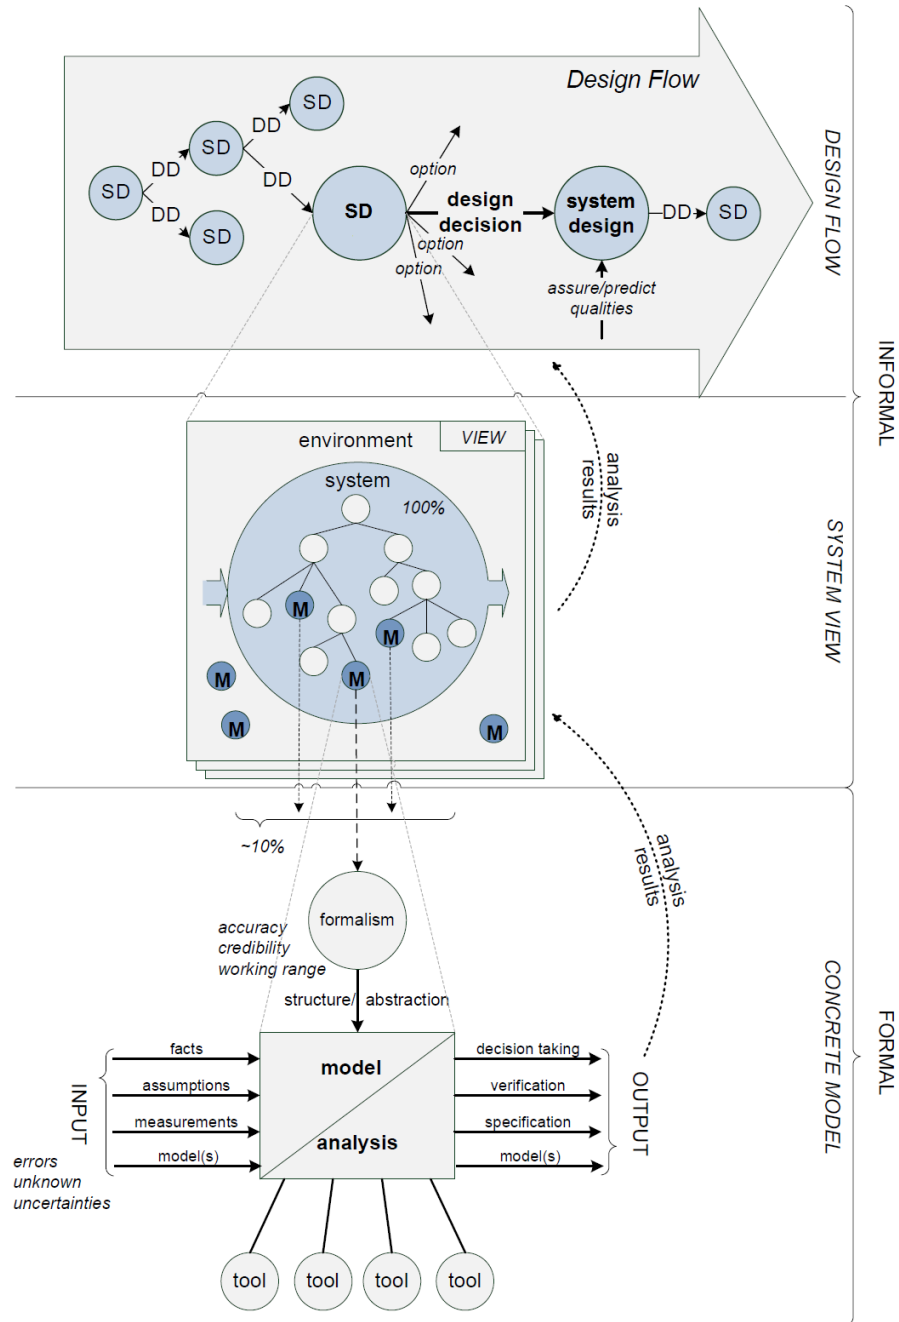 Design Flow
SD
DD
SD
DD
SD
DD
SD
DD
SD
option
design
decision
option
option
system
design
DD
SD
assure/predict
qualities
DESIGN FLOW
INFORMAL
environment
VIEW
system
100%
M
M
M
M
M
M
analysis
results
SYSTEM VIEW
~10%
formalism
accuracy
credibility
working range
structure/ abstraction
analysis
results
CONCRETE MODEL
FORMAL
INPUT
facts
assumptions
measurements
model(s)
errors
unknown
uncertainties
model
analysis
decision taking
verification
specification
model(s)
OUTPUT
tool
tool
tool
tool